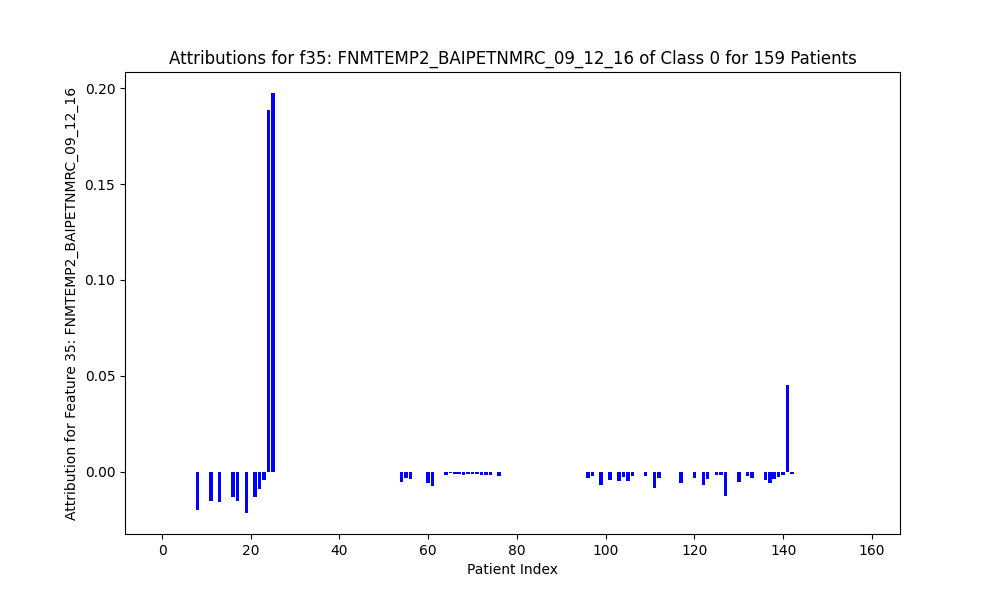 Attributions for f35: FNMTEMP2_BAIPETNMRC_09_12_16 of Class 0 for 159 Patients
Attribution for Feature 35: FNMTEMP2_BAIPETNMRC_09_12_16
0.20
0.15
0.10
0.05
0.00
0 20 40 60 80 100 120 140 160
Patient Index